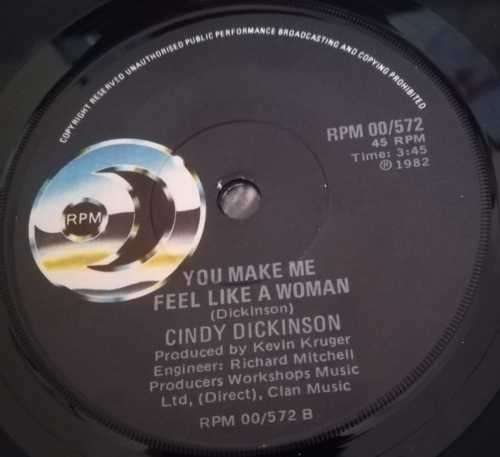 COPYRIGHT RESERVED UNAUTHORISED PUBLIC PERFORMANCE BROADCASTING AND COPYING PROHIBITED
RPM 00/572
45 RPM
Time: 3:45
℗ 1982
RPM
YOU MAKE ME
FEEL LIKE A WOMAN
(Dickinson)
CINDY DICKINSON
Produced by Kevin Kruger
Engineer: Richard Mitchell
Producers Workshops Music
Ltd, (Direct), Clan Music
RPM 00/572 B